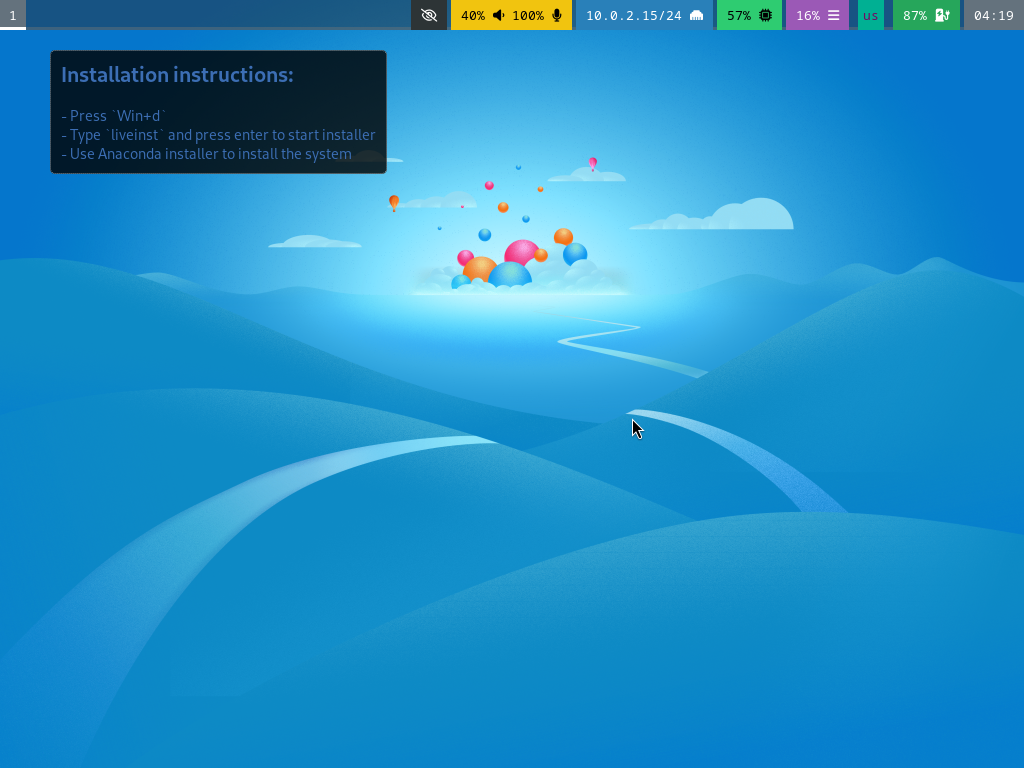 1 40% 100% 10.0.2.15/24 57% 16% us 87% 04:19
Installation instructions:
- Press `Win+d`
- Type `liveinst` and press enter to start installer
- Use Anaconda installer to install the system